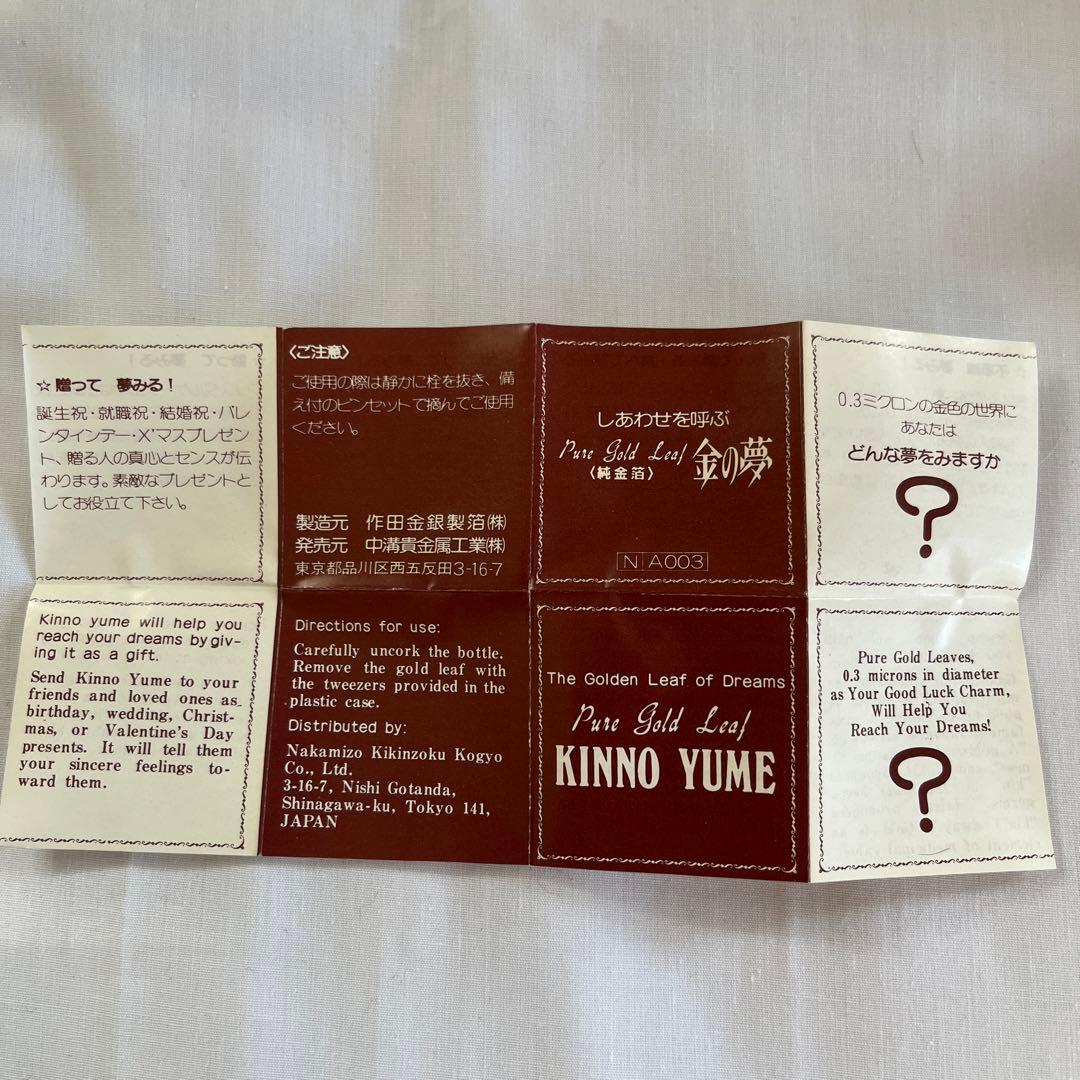 ☆贈って 夢みる！
誕生祝・就職祝・結婚祝・バレ
ンタインデー・X'マスプレゼン
ト、贈る人の真心とセンスが伝
わります。素敵なプレゼントと
してお役立て下さい。
〈ご注意〉
ご使用の際は静かに栓を抜き、備
え付のピンセットで摘んでご使用
ください。
製造元 作田金銀製箔㈱
発売元 中溝貴金属工業㈱
東京都品川区西五反田3-16-7
しあわせを呼ぶ
Pure Gold Leaf 金の夢
〈純金箔〉
N A003
0.3ミクロンの金色の世界に
あなたは
どんな夢をみますか
?
Kinno yume will help you
reach your dreams by giv-
ing it as a gift.
Send Kinno Yume to your
friends and loved ones as
birthday, wedding, Christ-
mas, or Valentine's Day
presents. It will tell them
your sincere feelings to-
ward them.
Directions for use:
Carefully uncork the bottle.
Remove the gold leaf with
the tweezers provided in the
plastic case.
Distributed by:
Nakamizo Kikinzoku Kogyo
Co., Ltd.
3-16-7, Nishi Gotanda,
Shinagawa-ku, Tokyo 141,
JAPAN
The Golden Leaf of Dreams
Pure Gold Leaf
KINNO YUME
Pure Gold Leaves,
0.3 microns in diameter
as Your Good Luck Charm,
Will Help You
Reach Your Dreams!
?